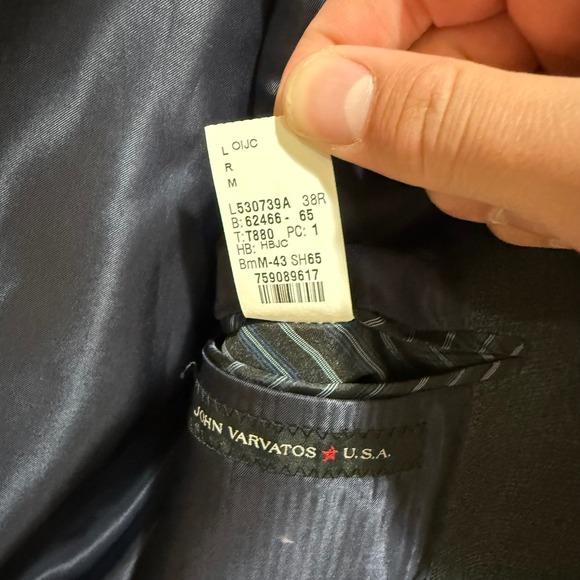 L OIJC
R
M
L530739A 38R
B: 62466 - 65
T: T880 PC: 1
HB: HBJC
BmM-43 SH65
759089617
JOHN VARVATOS ★ U.S.A.